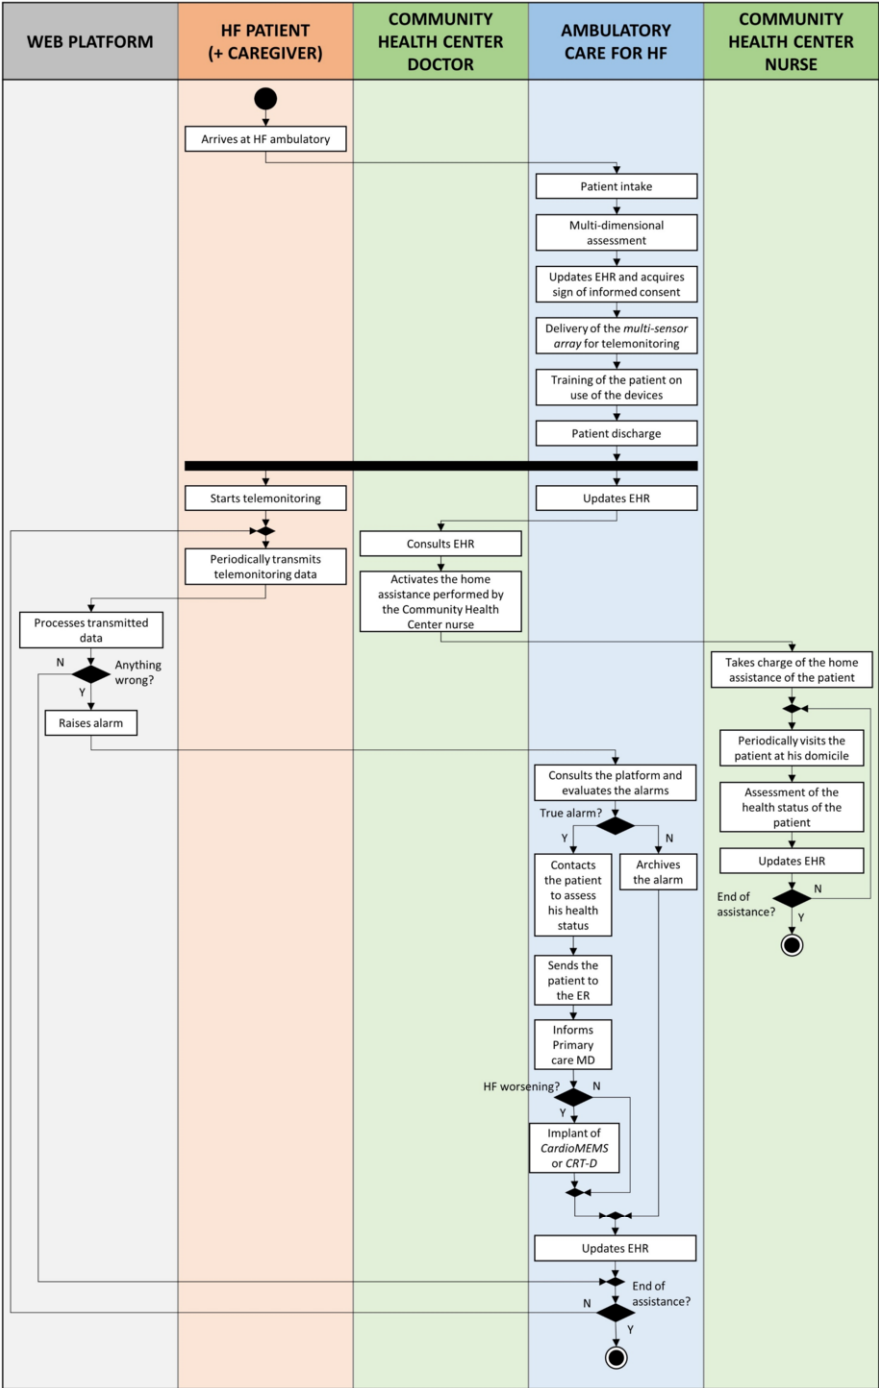 WEB PLATFORM
HF PATIENT
(+ CAREGIVER)
COMMUNITY
HEALTH CENTER
DOCTOR
AMBULATORY
CARE FOR HF
COMMUNITY
HEALTH CENTER
NURSE
Arrives at HF ambulatory
Patient intake
Multi-dimensional
assessment
Updates EHR and acquires
sign of informed consent
Delivery of the multi-sensor
array for telemonitoring
Training of the patient on
use of the devices
Patient discharge
Starts telemonitoring
Updates EHR
Consults EHR
Periodically transmits
telemonitoring data
Activates the home
assistance performed by
the Community Health
Center nurse
Processes transmitted
data
N
Anything
wrong?
Y
Raises alarm
Takes charge of the home
assistance of the patient
Periodically visits the
patient at his domicile
Assessment of the
health status of the
patient
Updates EHR
End of
assistance?
N
Y
Consults the platform and
evaluates the alarms
True alarm?
Y
N
Contacts
the patient
to assess
his health
status
Archives
the alarm
Sends the
patient to
the ER
Informs
Primary
care MD
HF worsening?
N
Y
Implant of
CardioMEMS
or CRT-D
Updates EHR
End of
assistance?
N
Y